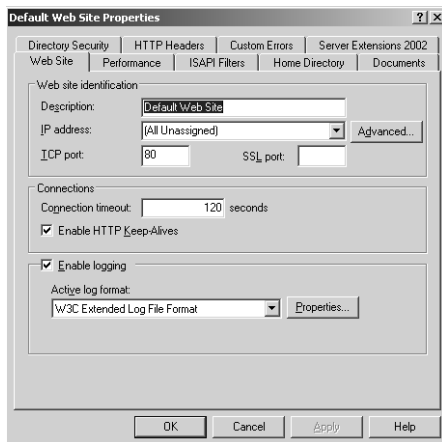 Default Web Site Properties
Directory Security HTTP Headers Custom Errors Server Extensions 2002
Web Site Performance ISAPI Filters Home Directory Documents
Web site identification
Description: Default Web Site
IP address: (All Unassigned) Advanced...
TCP port: 80 SSL port:
Connections
Connection timeout: 120 seconds
Enable HTTP Keep-Alives
Enable logging
Active log format:
W3C Extended Log File Format Properties...
OK Cancel Apply Help